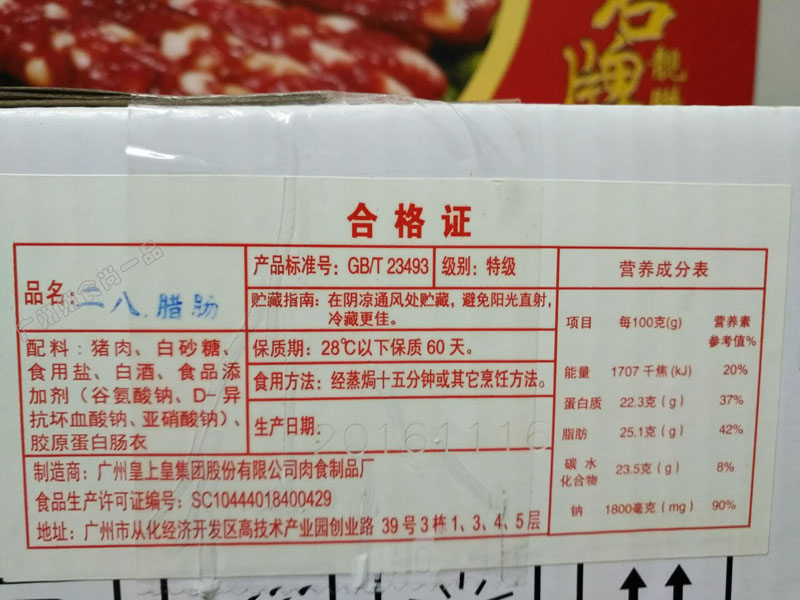 名牌
靓腊
合格证
品名:二八.腊肠
产品标准号：GB/T 23493
级别：特级
贮藏指南：在阴凉通风处贮藏，避免阳光直射，
冷藏更佳。
配料：猪肉、白砂糖、
食用盐、白酒、食品添
加剂（谷氨酸钠、D-异
抗坏血酸钠、亚硝酸钠）、
胶原蛋白肠衣
保质期：28℃以下保质 60 天。
食用方法：经蒸焗十五分钟或其它烹饪方法。
生产日期:
20161116
制造商：广州皇上皇集团股份有限公司肉食制品厂
食品生产许可证编号：SC10444018400429
地址：广州市从化经济开发区高技术产业园创业路 39 号 3 栋 1、3、4、5 层
营养成分表
项目 每100克(g) 营养素
参考值%
能量 1707 千焦 (kJ) 20%
蛋白质 22.3克 (g) 37%
脂肪 25.1克 (g) 42%
碳 水
化合物 23.5克 (g) 8%
钠 1800毫克 (mg) 90%